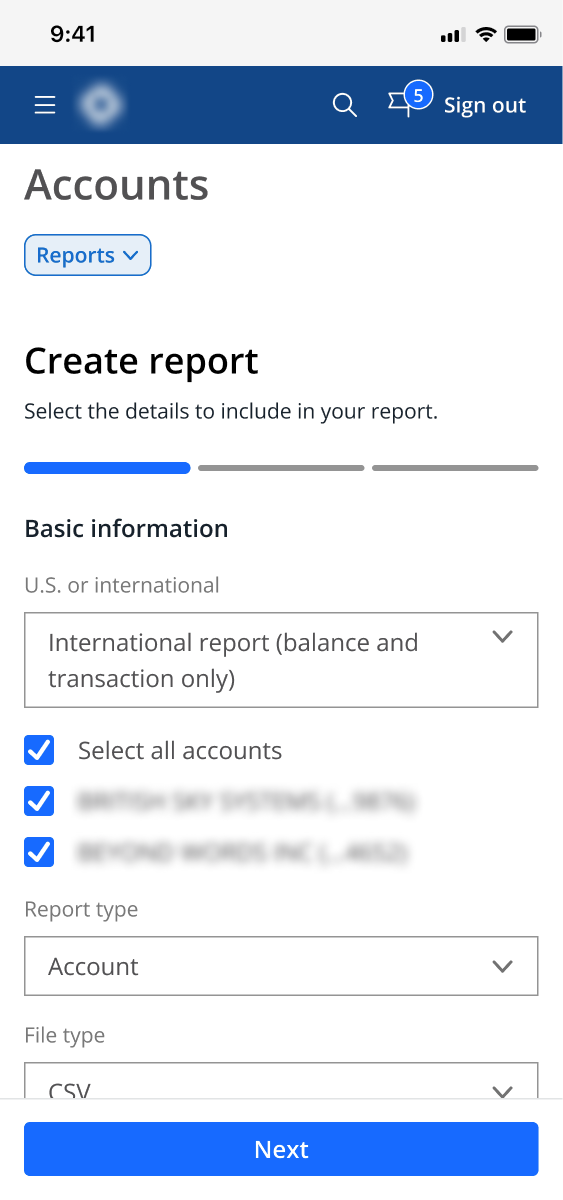 9:41
5
Sign out
Accounts
Reports
Create report
Select the details to include in your report.
Basic information
U.S. or international
International report (balance and
transaction only)
Select all accounts
Report type
Account
File type
CSV
Next